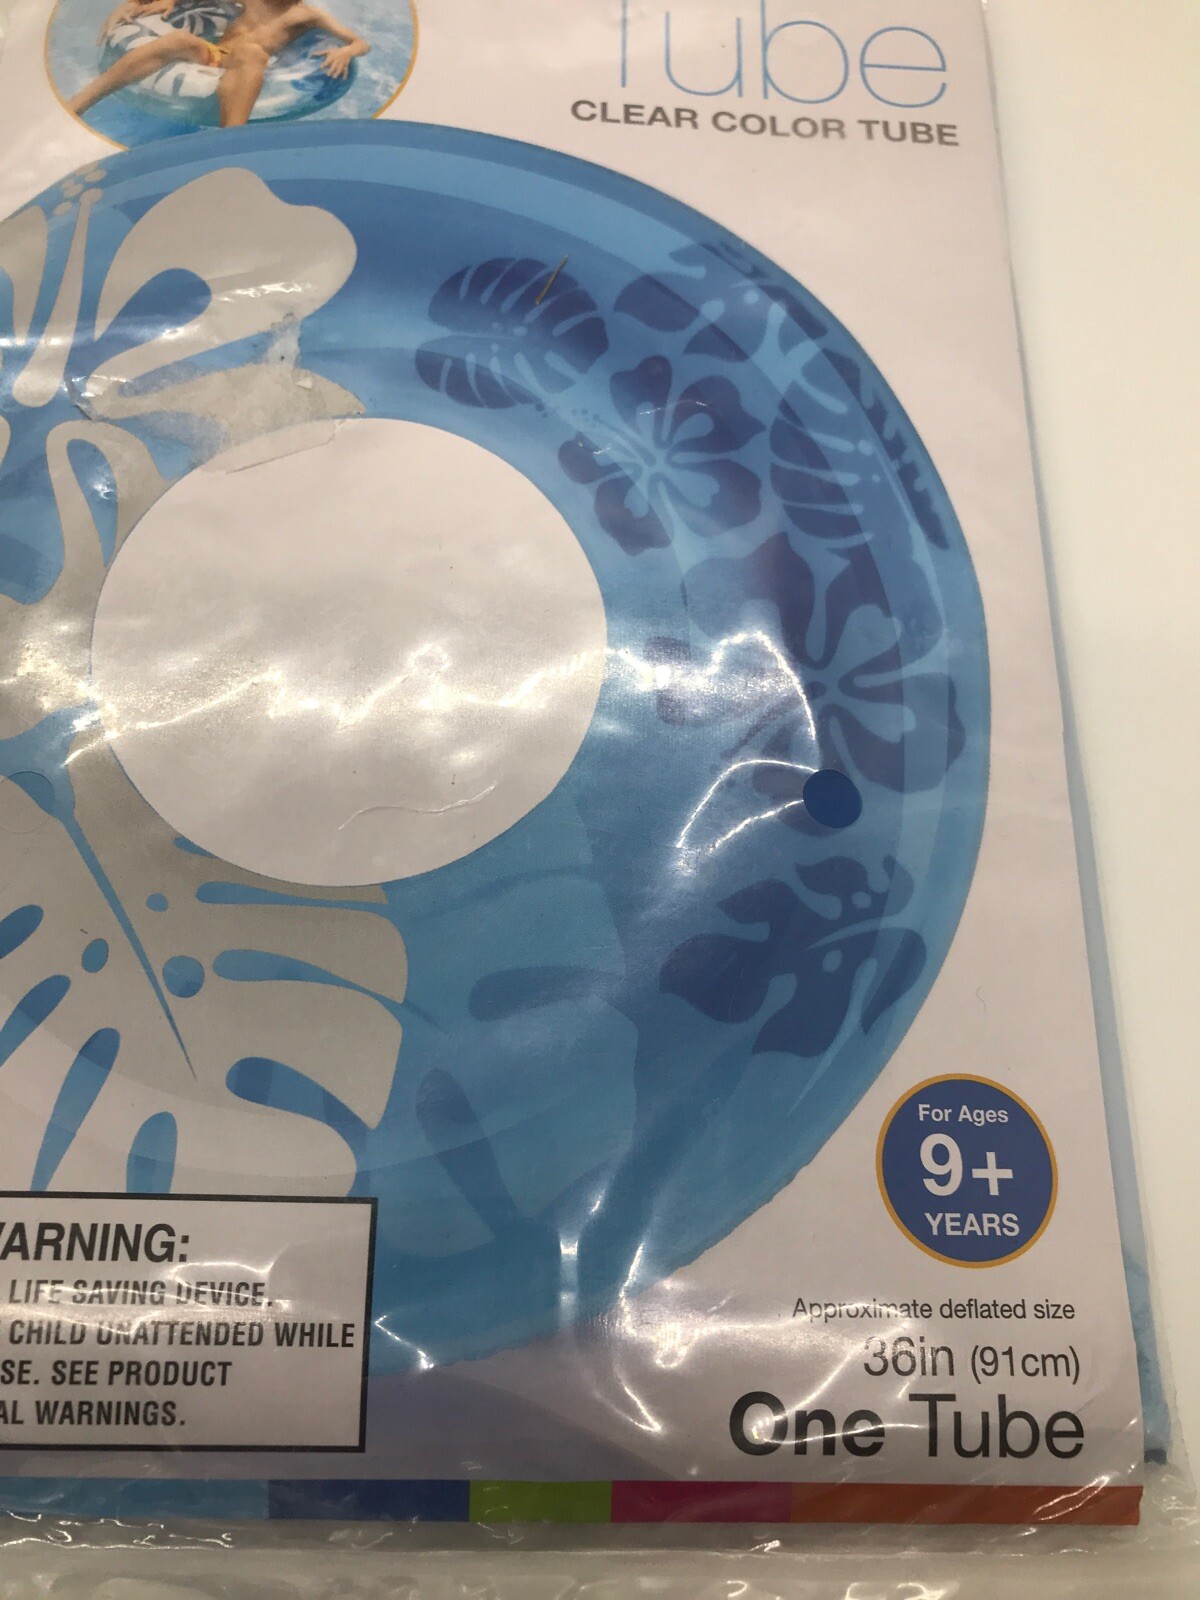 Tube
CLEAR COLOR TUBE
For Ages
9+
YEARS
WARNING:
LIFE SAVING DEVICE.
CHILD UNATTENDED WHILE
SE. SEE PRODUCT
AL WARNINGS.
Approximate deflated size
36in (91cm)
One Tube